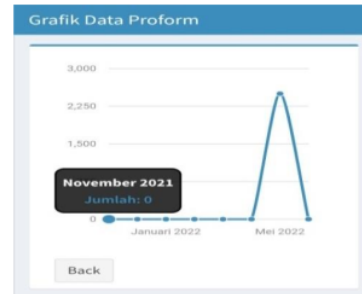 Grafik Data Proform
3,000
2,250
1,500
November 2021
Jumlah: 0
0
Januari 2022
Mei 2022
Back